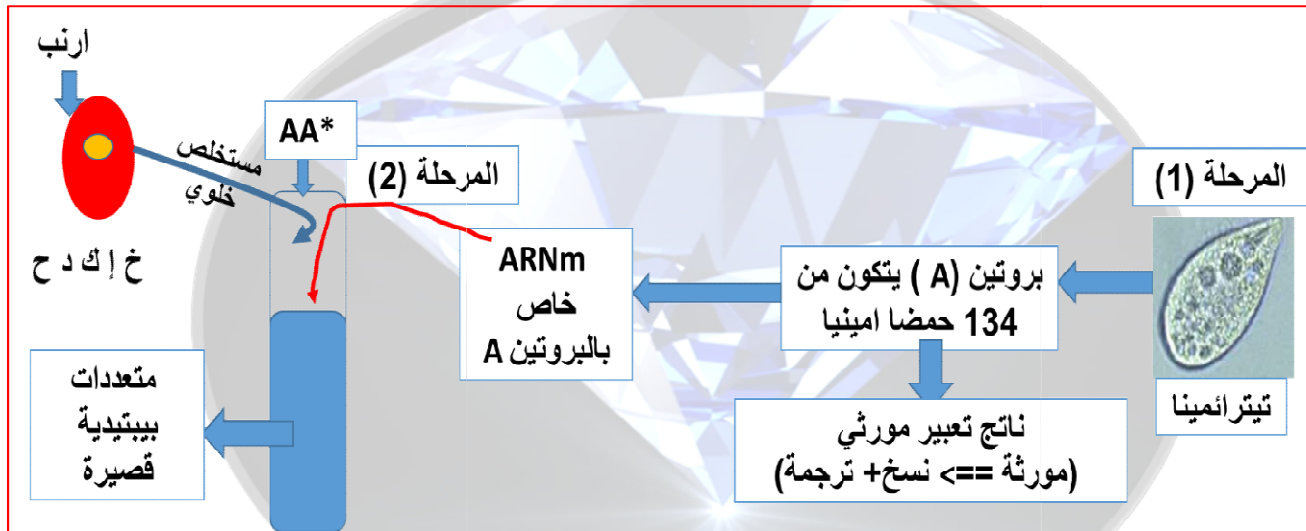 المرحلة (1)
تيترائمينا
بروتين (A) يتكون من
134 حمضا امينيا
ناتج تعبير مورثي
(مورثة ==> نسخ+ ترجمة)
ARNm
خاص
بالبروتين A
المرحلة (2)
AA*
ارنب
مستخلص
خلوي
خ إ ك د ح
متعددات
بيبتيدية
قصيرة